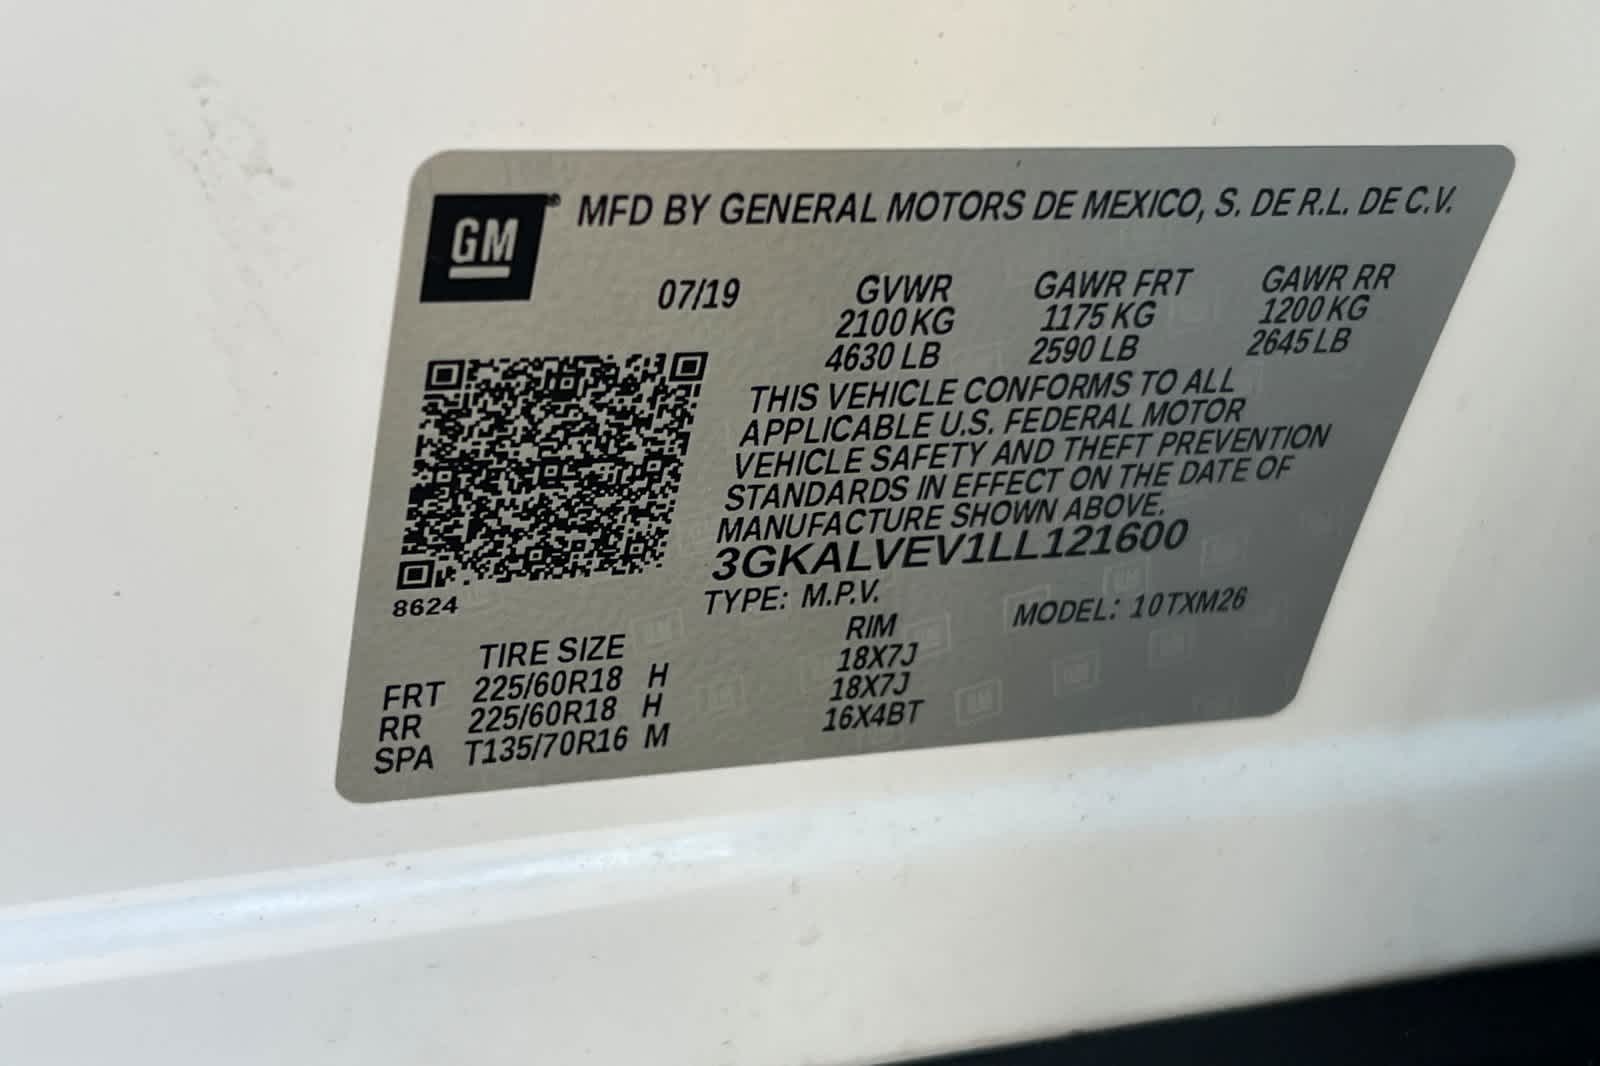 GM® MFD BY GENERAL MOTORS DE MEXICO, S. DE R.L. DE C.V.
07/19 GVWR GAWR FRT GAWR RR
2100 KG 1175 KG 1200 KG
4630 LB 2590 LB 2645 LB
THIS VEHICLE CONFORMS TO ALL
APPLICABLE U.S. FEDERAL MOTOR
VEHICLE SAFETY AND THEFT PREVENTION
STANDARDS IN EFFECT ON THE DATE OF
MANUFACTURE SHOWN ABOVE.
3GKALVEV1LL121600
8624
TYPE: M.P.V. MODEL: 10TXM26
TIRE SIZE RIM
FRT 225/60R18 H 18X7J
RR 225/60R18 H 18X7J
SPA T135/70R16 M 16X4BT